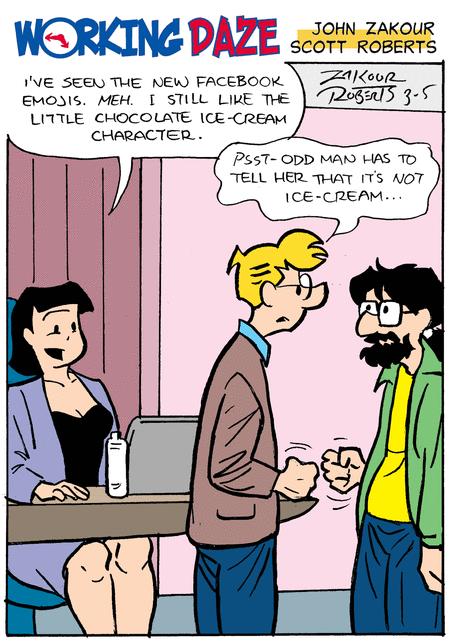 WORKING DAZE
JOHN ZAKOUR
SCOTT ROBERTS
ZAKOUR
ROBERTS 3-5
I'VE SEEN THE NEW FACEBOOK
EMOJIS. MEH. I STILL LIKE THE
LITTLE CHOCOLATE ICE-CREAM
CHARACTER.
PSST-ODD MAN HAS TO
TELL HER THAT IT'S NOT
ICE-CREAM...